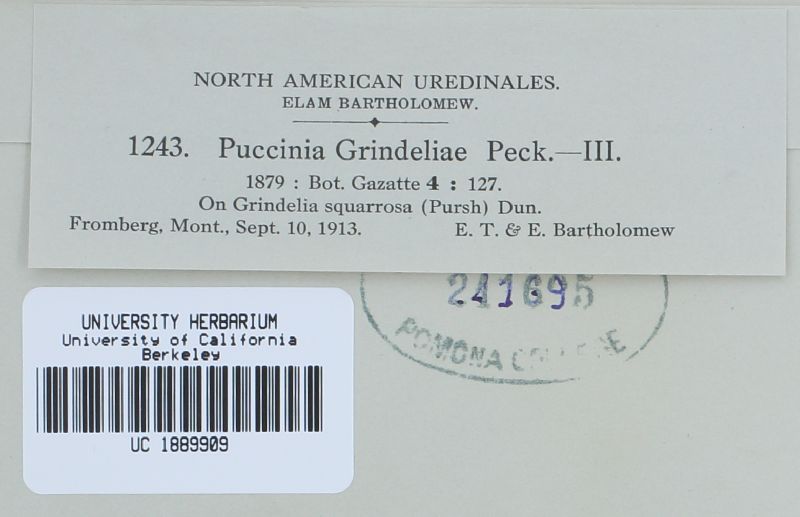 NORTH AMERICAN UREDINALES.
ELAM BARTHOLOMEW.
1243. Puccinia Grindeliae Peck.—III.
1879 : Bot. Gazatte 4 : 127.
On Grindelia squarrosa (Pursh) Dun.
Fromberg, Mont., Sept. 10, 1913. E. T. & E. Bartholomew
241695
POMONA COLLEGE
UNIVERSITY HERBARIUM
University of California
Berkeley
UC 1889909